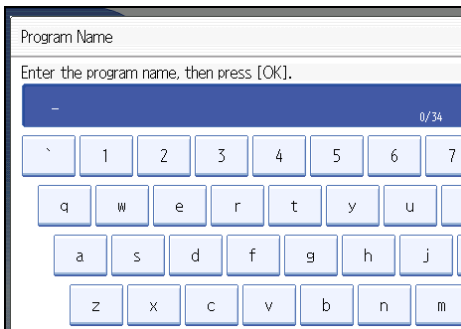 Program Name
Enter the program name, then press [OK].
_
0/34
` 1 2 3 4 5 6 7
q w e r t y u
a s d f g h j
z x c v b n m